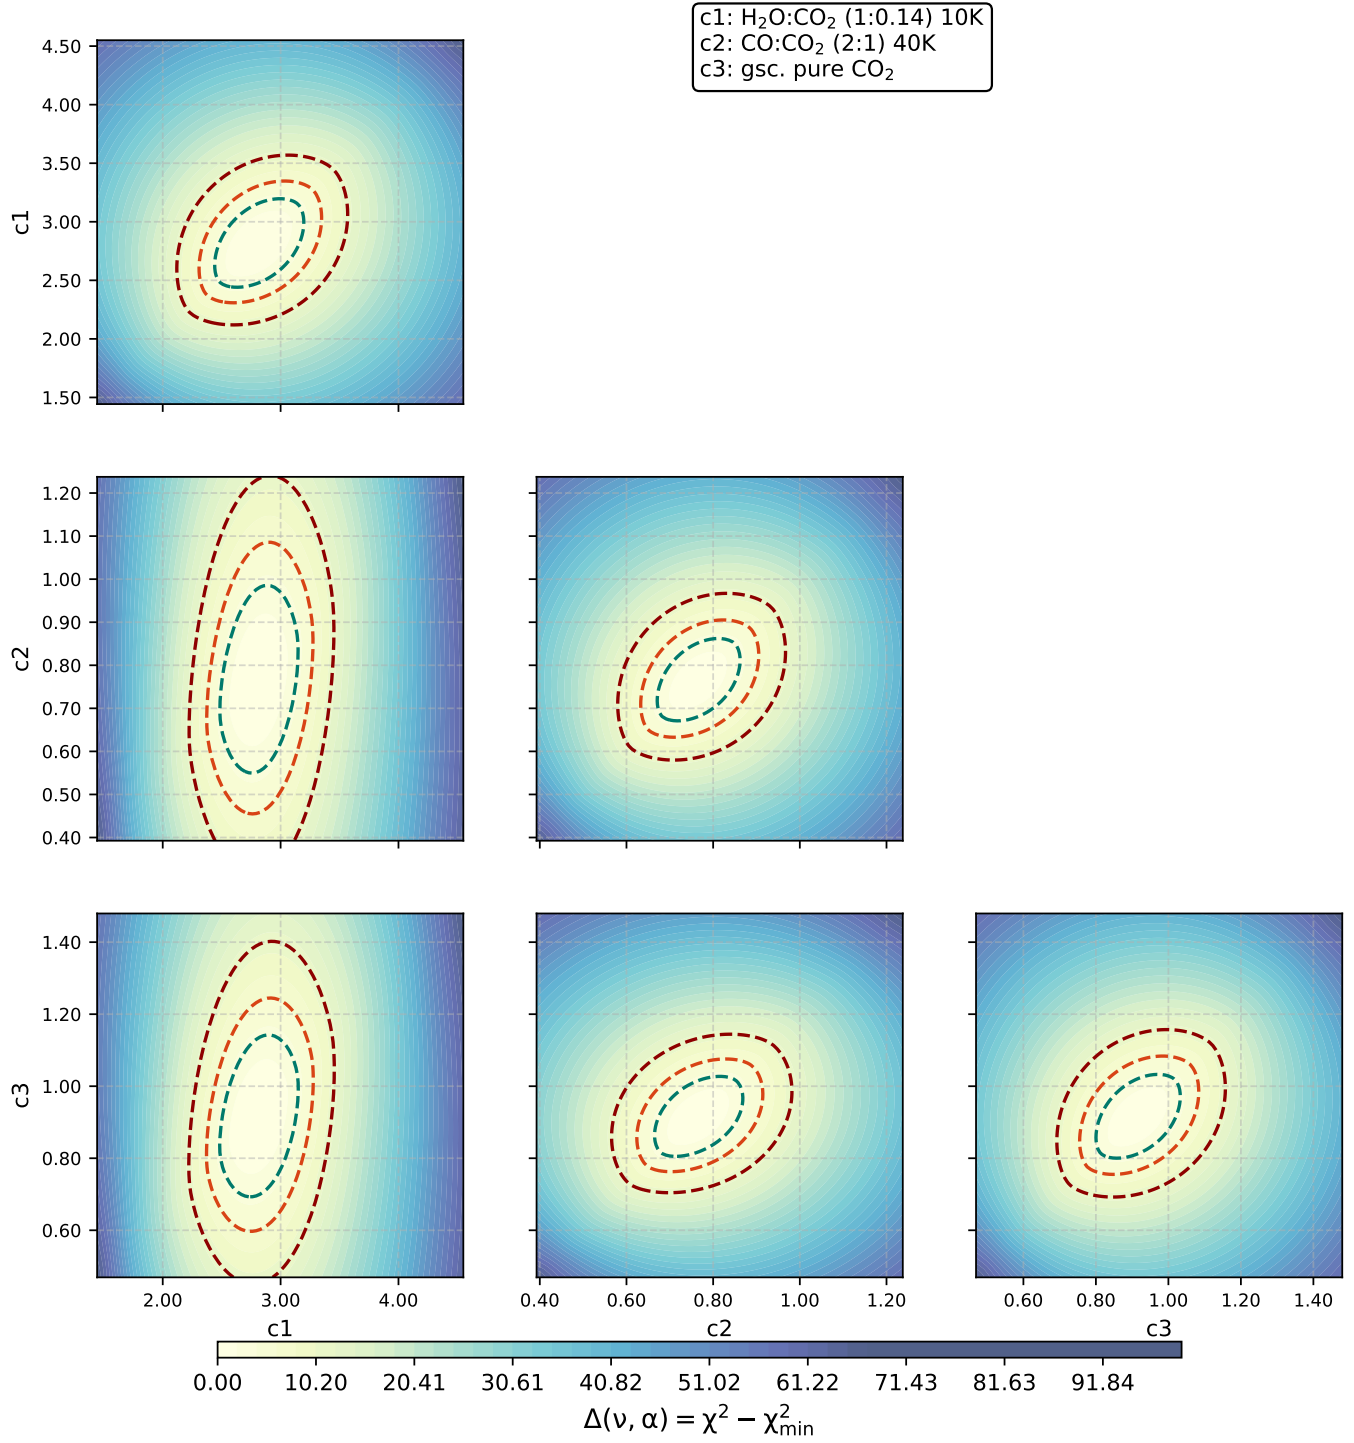 c1: H₂O:CO₂ (1:0.14) 10K
c2: CO:CO₂ (2:1) 40K
c3: gsc. pure CO₂
4.50
4.00
3.50
3.00
2.50
2.00
1.50
c1
1.20
1.10
1.00
0.90
0.80
0.70
0.60
0.50
0.40
c2
1.40
1.20
1.00
0.80
0.60
c3
2.00 3.00 4.00
0.40 0.60 0.80 1.00 1.20
0.60 0.80 1.00 1.20 1.40
c1 c2 c3
0.00 10.20 20.41 30.61 40.82 51.02 61.22 71.43 81.63 91.84
Δ(ν, α) = χ² − χ²min